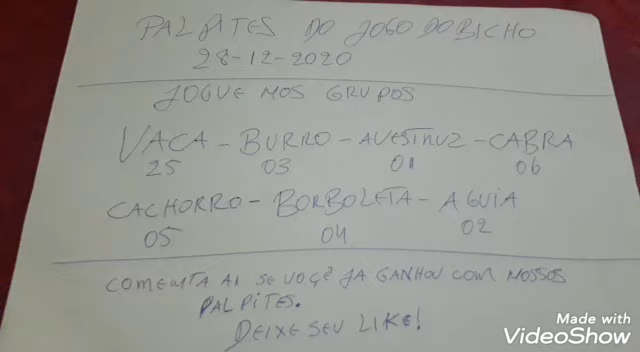 PALPITES DO JOGO DO BICHO
28-12-2020
JOGUE NOS GRUPOS
VACA - BURRO - AVESTRUZ - CABRA
25 03 01 06
CACHORRO - BORBOLETA - AGUIA
05 04 02
COMENTA AI SE VOÇÊ JA GANHOU COM NOSSOS
PALPITES.
DEIXE SEU LIKE!
Made with
VideoShow